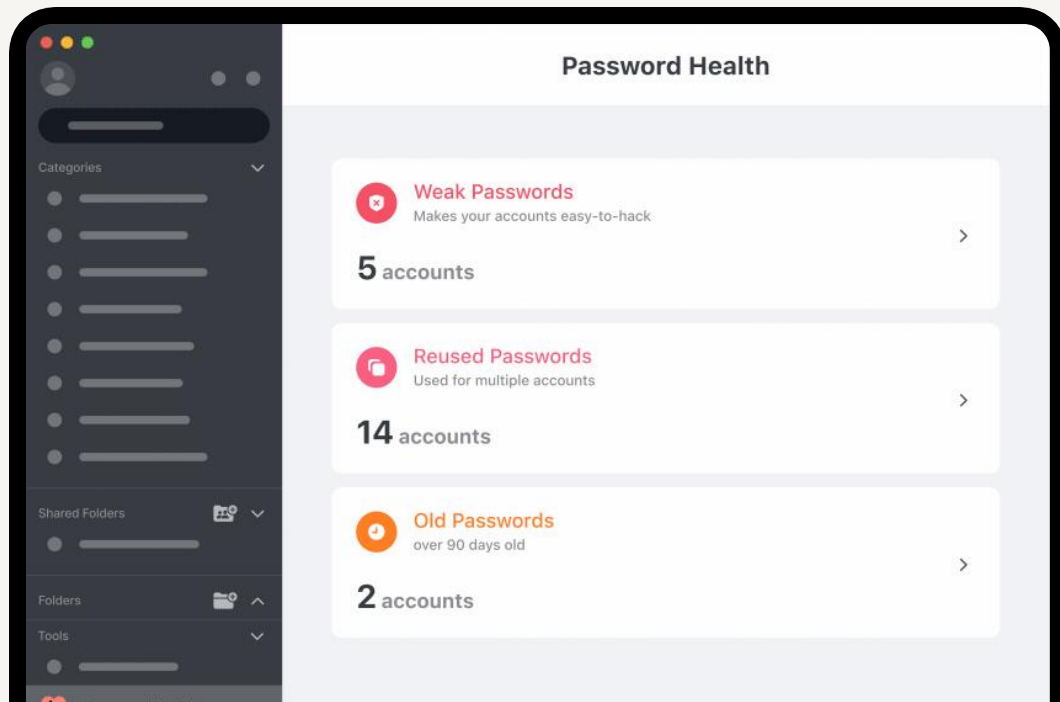 Password Health
Categories
Weak Passwords
Makes your accounts easy-to-hack
5 accounts
Reused Passwords
Used for multiple accounts
14 accounts
Shared Folders
Old Passwords
over 90 days old
2 accounts
Folders
Tools